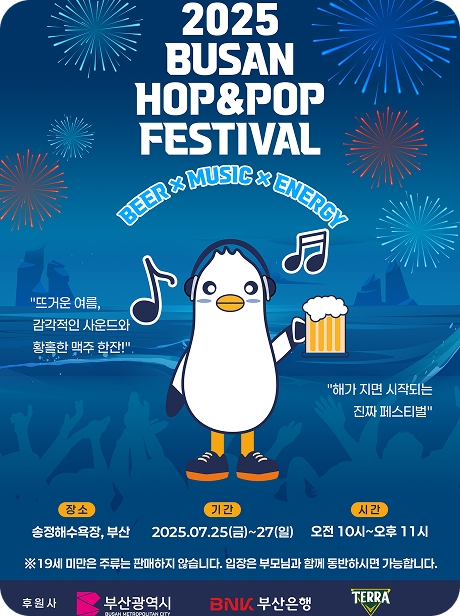 2025
BUSAN
HOP&POP
FESTIVAL
BEER × MUSIC × ENERGY
"뜨거운 여름,
감각적인 사운드와
황홀한 맥주 한잔!"
"해가 지면 시작되는
진짜 페스티벌"
장소
송정해수욕장, 부산
기간
2025.07.25(금)~27(일)
시간
오전 10시~오후 11시
※19세 미만은 주류는 판매하지 않습니다. 입장은 부모님과 함께 동반하시면 가능합니다.
후원사
부산광역시
BUSAN METROPOLITAN CITY
BNK 부산은행
TERRA